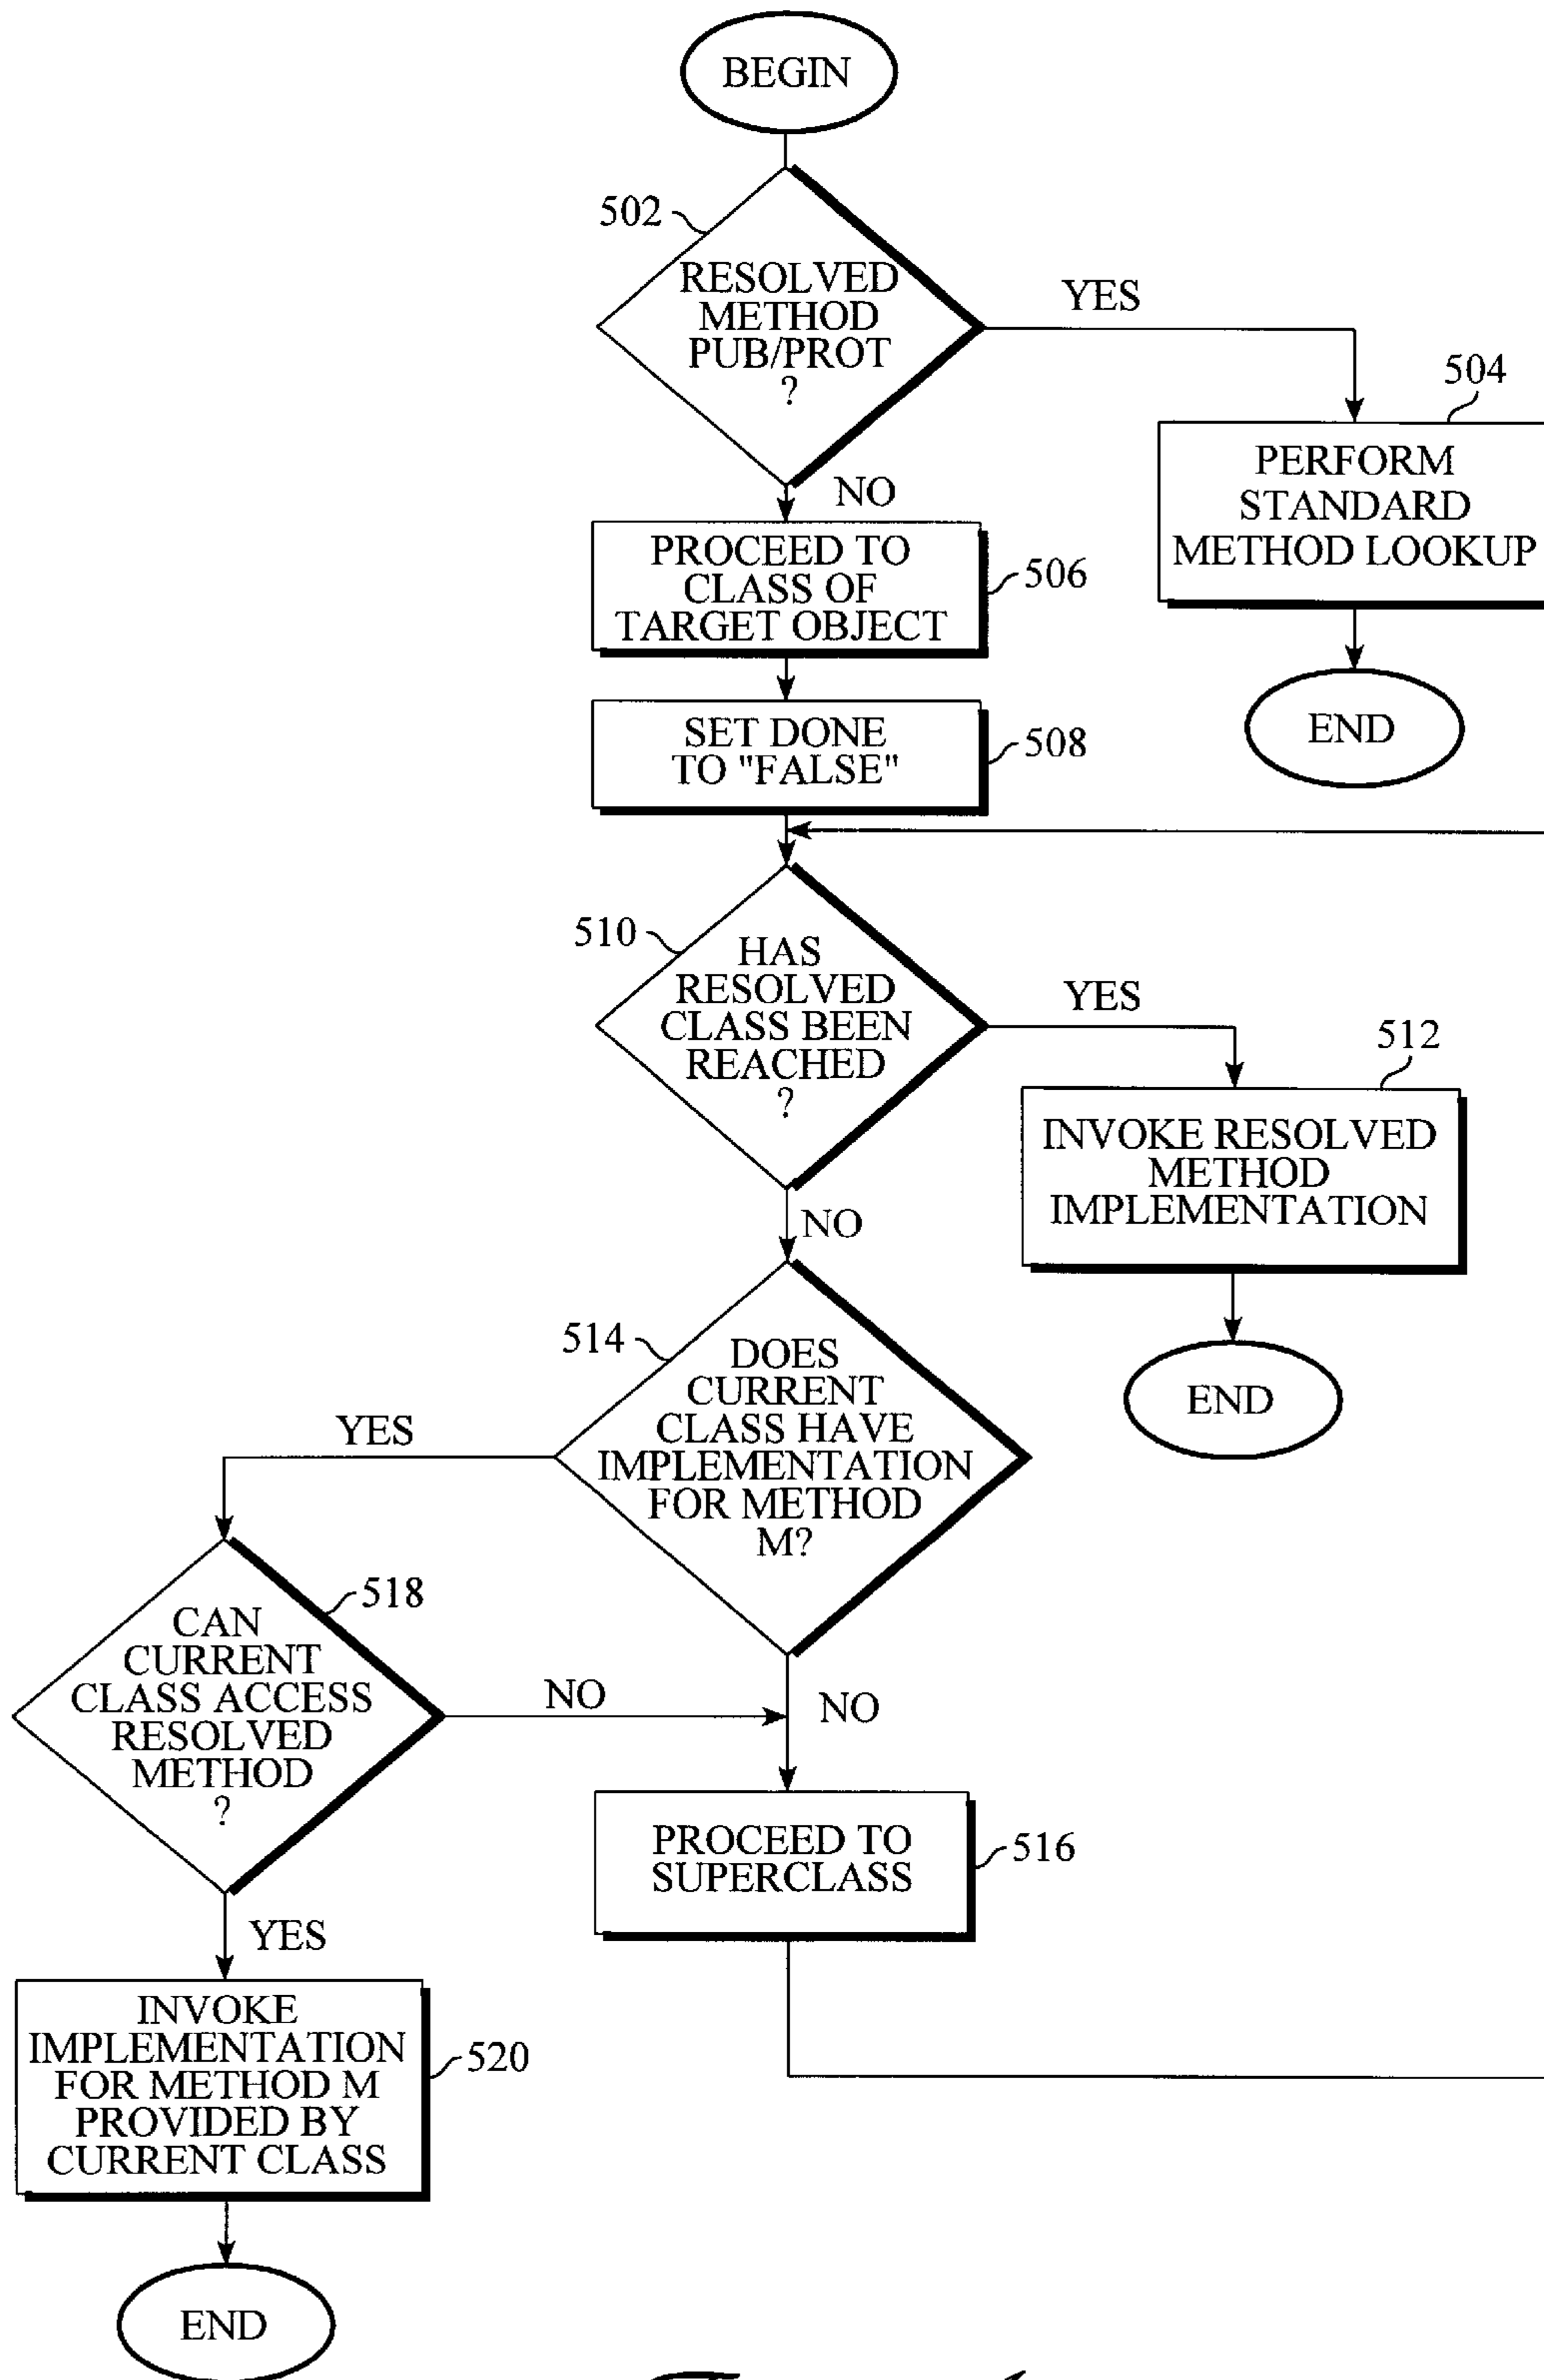 BEGIN
502
RESOLVED
METHOD
PUB/PROT
?
YES
504
PERFORM
STANDARD
METHOD LOOKUP
NO
PROCEED TO
CLASS OF
TARGET OBJECT
506
END
SET DONE
TO "FALSE"
508
510
HAS
RESOLVED
CLASS BEEN
REACHED
?
YES
512
INVOKE RESOLVED
METHOD
IMPLEMENTATION
NO
END
514
DOES
CURRENT
CLASS HAVE
IMPLEMENTATION
FOR METHOD
M?
YES
518
CAN
CURRENT
CLASS ACCESS
RESOLVED
METHOD
?
NO
NO
PROCEED TO
SUPERCLASS
516
YES
INVOKE
IMPLEMENTATION
FOR METHOD M
PROVIDED BY
CURRENT CLASS
520
END